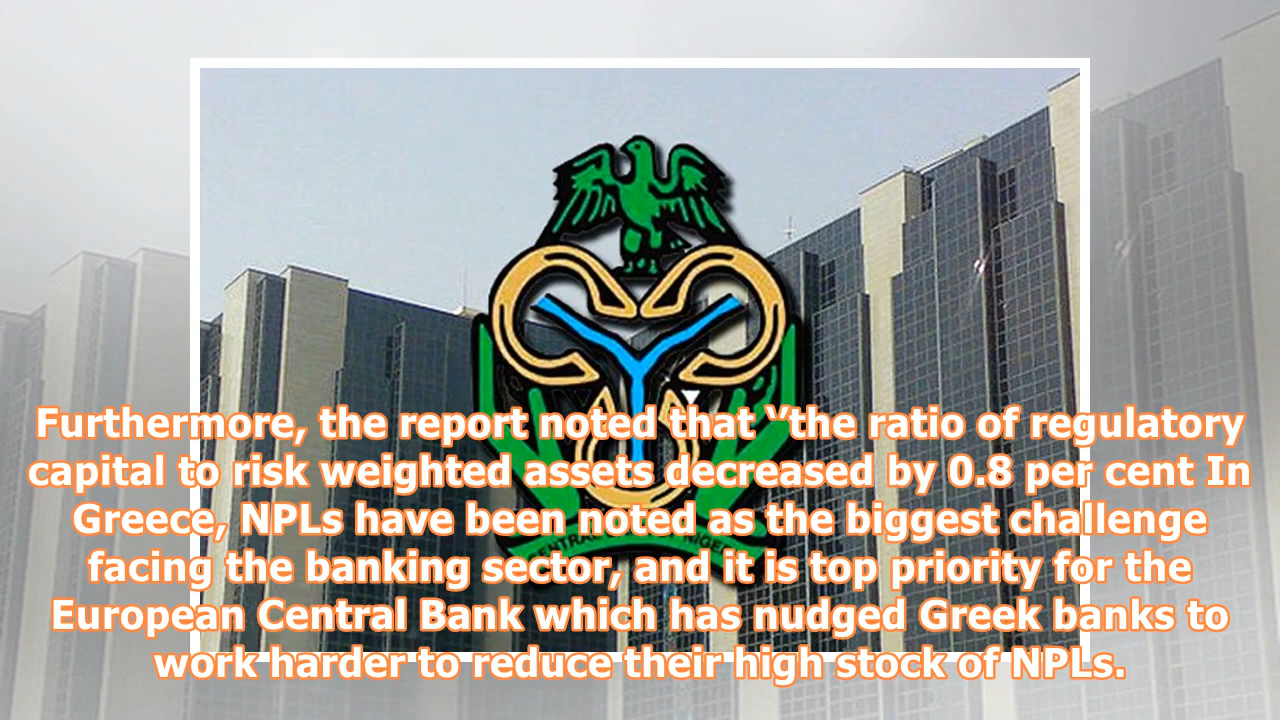 Furthermore, the report noted that ‘’the ratio of regulatory
capital to risk weighted assets decreased by 0.8 per cent In
Greece, NPLs have been noted as the biggest challenge
facing the banking sector, and it is top priority for the
European Central Bank which has nudged Greek banks to
work harder to reduce their high stock of NPLs.